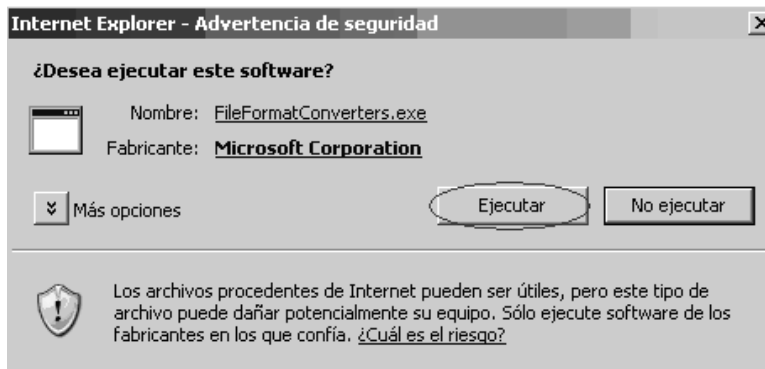 Internet Explorer - Advertencia de seguridad
¿Desea ejecutar este software?
Nombre: FileFormatConverters.exe
Fabricante: Microsoft Corporation
Más opciones
Ejecutar
No ejecutar
Los archivos procedentes de Internet pueden ser útiles, pero este tipo de
archivo puede dañar potencialmente su equipo. Sólo ejecute software de los
fabricantes en los que confía. ¿Cuál es el riesgo?